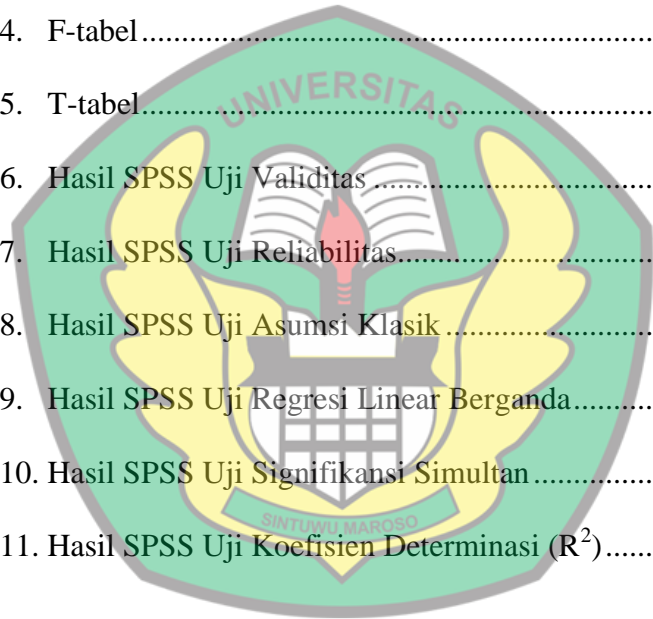 4. F-tabel......................................................................
UNIVERSITAS
5. T-tabel......................................................................
6. Hasil SPSS Uji Validitas ......................................
7. Hasil SPSS Uji Reliabilitas...................................
8. Hasil SPSS Uji Asumsi Klasik ............................
9. Hasil SPSS Uji Regresi Linear Berganda..........
10. Hasil SPSS Uji Signifikansi Simultan ...............
SINTUWU MAROSO
11. Hasil SPSS Uji Koefisien Determinasi (R²)......